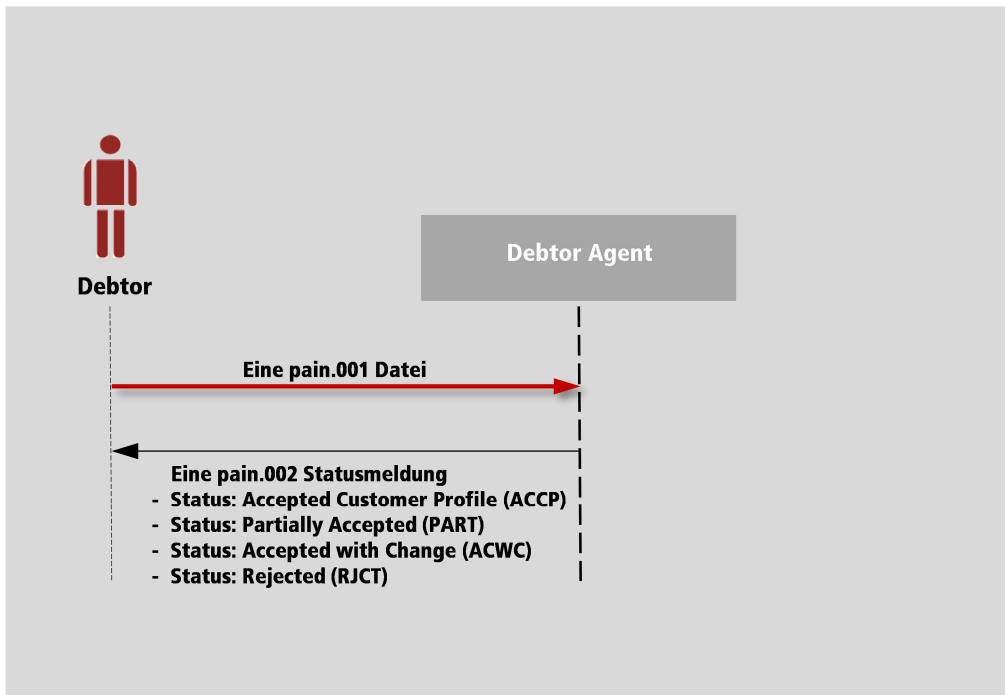 Debtor Agent
Debtor
Eine pain.001 Datei
Eine pain.002 Statusmeldung
- Status: Accepted Customer Profile (ACCP)
- Status: Partially Accepted (PART)
- Status: Accepted with Change (ACWC)
- Status: Rejected (RJCT)